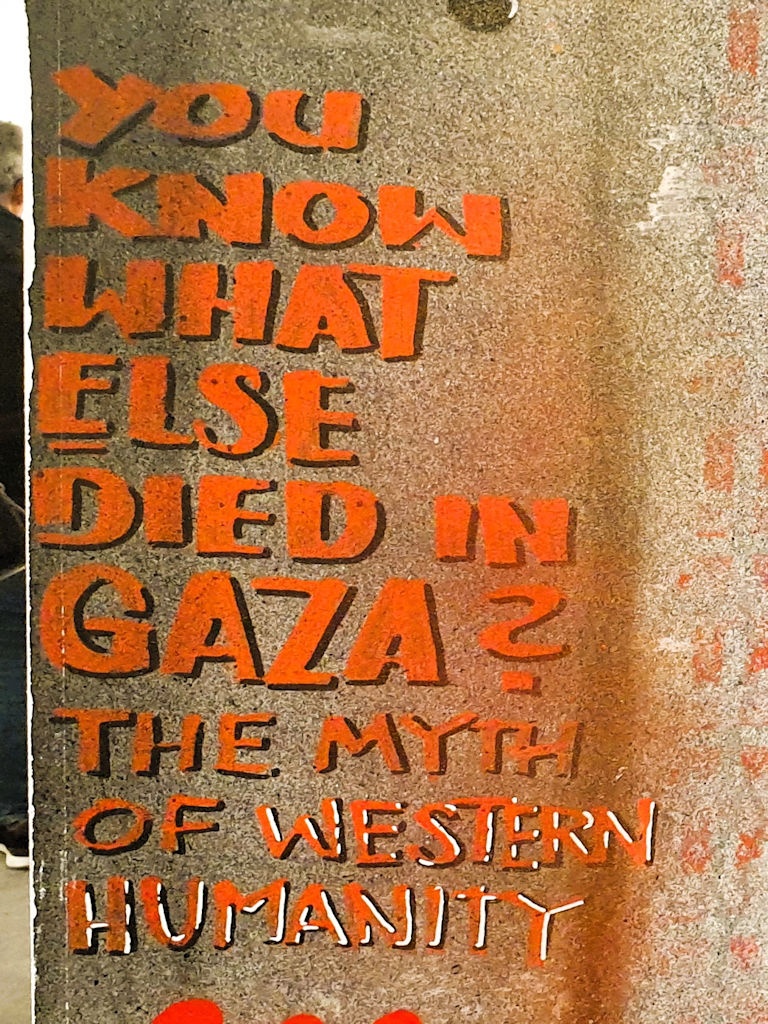 YOU
KNOW
WHAT
ELSE
DIED IN
GAZA?
THE MYTH
OF WESTERN
HUMANITY